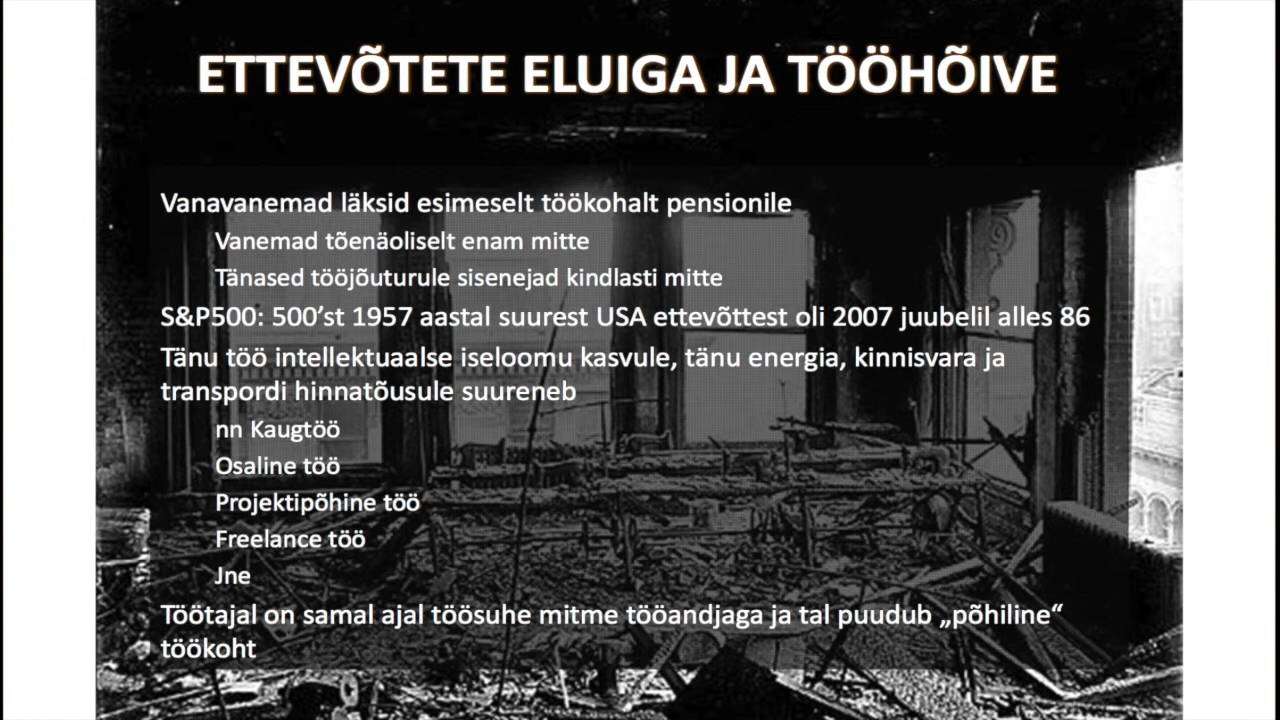 ETTEVÕTETE ELUIGA JA TÖÖHÕIVE
Vanavanemad läksid esimeselt töökohalt pensionile
Vanemad tõenäoliselt enam mitte
Tänased tööjõuturule sisenejad kindlasti mitte
S&P500: 500’st 1957 aastal suurest USA ettevõttest oli 2007 juubelil alles 86
Tänu töö intellektuaalse iseloomu kasvule, tänu energia, kinnisvara ja
transpordi hinnatõusule suureneb
nn Kaugtöö
Osaline töö
Projektipõhine töö
Freelance töö
Jne
Töötajal on samal ajal töösuhe mitme tööandjaga ja tal puudub „põhiline“
töökoht